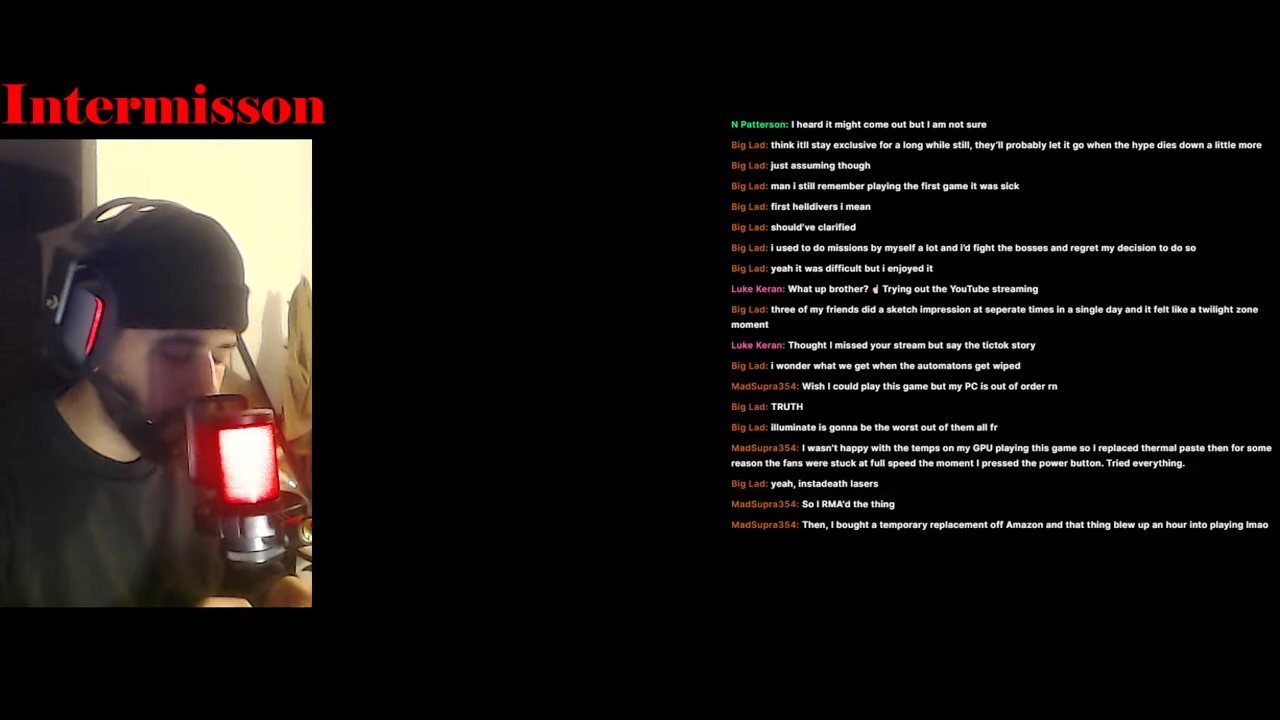 Intermisson
N Patterson: I heard it might come out but I am not sure
Big Lad: think itll stay exclusive for a long while still, they'll probably let it go when the hype dies down a little more
Big Lad: just assuming though
Big Lad: man i still remember playing the first game it was sick
Big Lad: first helldivers i mean
Big Lad: should've clarified
Big Lad: i used to do missions by myself a lot and i'd fight the bosses and regret my decision to do so
Big Lad: yeah it was difficult but i enjoyed it
Luke Keran: What up brother? ☝🏻 Trying out the YouTube streaming
Big Lad: three of my friends did a sketch impression at seperate times in a single day and it felt like a twilight zone
moment
Luke Keran: Thought I missed your stream but say the tictok story
Big Lad: i wonder what we get when the automatons get wiped
MadSupra354: Wish I could play this game but my PC is out of order rn
Big Lad: TRUTH
Big Lad: illuminate is gonna be the worst out of them all fr
MadSupra354: I wasn't happy with the temps on my GPU playing this game so I replaced thermal paste then for some
reason the fans were stuck at full speed the moment I pressed the power button. Tried everything.
Big Lad: yeah, instadeath lasers
MadSupra354: So I RMA'd the thing
MadSupra354: Then, I bought a temporary replacement off Amazon and that thing blew up an hour into playing lmao